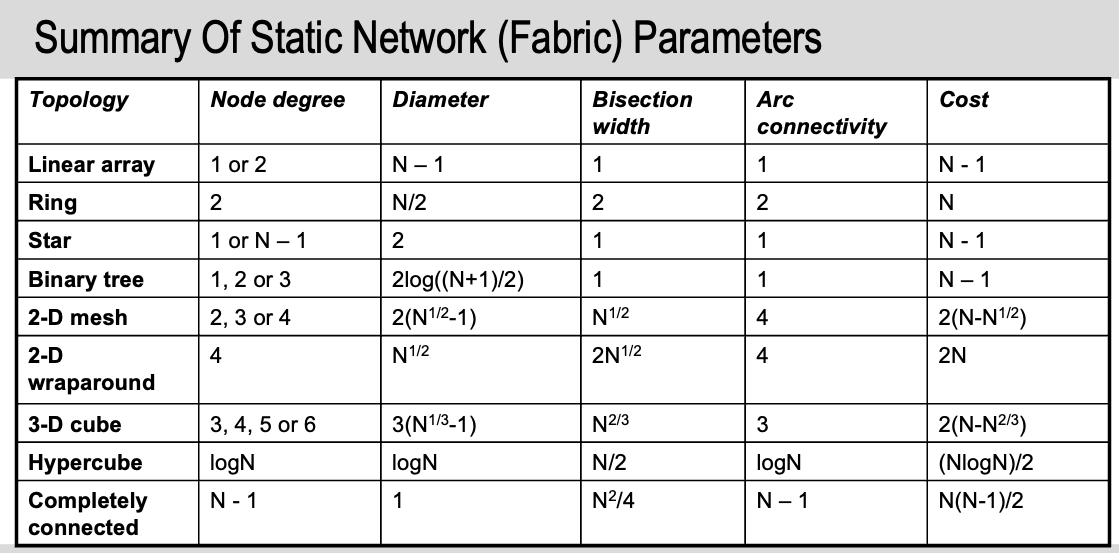 Summary Of Static Network (Fabric) Parameters
Topology Node degree Diameter Bisection width Arc connectivity Cost
Linear array 1 or 2 N – 1 1 1 N - 1
Ring 2 N/2 2 2 N
Star 1 or N – 1 2 1 1 N - 1
Binary tree 1, 2 or 3 2log((N+1)/2) 1 1 N – 1
2-D mesh 2, 3 or 4 2(N^1/2-1) N^1/2 4 2(N-N^1/2)
2-D wraparound 4 N^1/2 2N^1/2 4 2N
3-D cube 3, 4, 5 or 6 3(N^1/3-1) N^2/3 3 2(N-N^2/3)
Hypercube logN logN N/2 logN (NlogN)/2
Completely connected N - 1 1 N^2/4 N – 1 N(N-1)/2